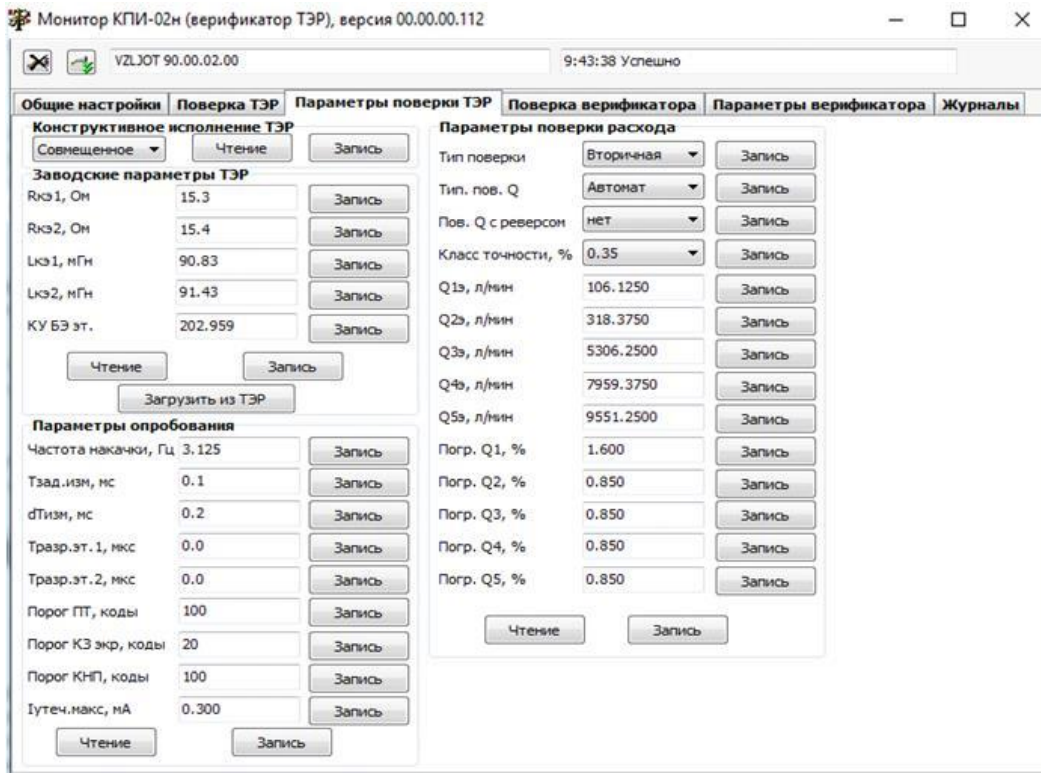 Монитор КПИ-02н (верификатор ТЭР), версия 00.00.00.112
VZLJOT 90.00.02.00
9:43:38 Успешно
Общие настройки Поверка ТЭР Параметры поверки ТЭР Поверка верификатора Параметры верификатора Журналы
Конструктивное исполнение ТЭР
Совмещенное Чтение Запись
Заводские параметры ТЭР
Rкэ1, Ом 15.3 Запись
Rкэ2, Ом 15.4 Запись
Lкэ1, мГн 90.83 Запись
Lкэ2, мГн 91.43 Запись
КУ БЭ эт. 202.959 Запись
Чтение Запись
Загрузить из ТЭР
Параметры опробования
Частота накачки, Гц 3.125 Запись
Tзад.изм, мс 0.1 Запись
dTизм, мс 0.2 Запись
Tразр.эт.1, мкс 0.0 Запись
Tразр.эт.2, мкс 0.0 Запись
Порог ПТ, коды 100 Запись
Порог КЗ экр, коды 20 Запись
Порог КНП, коды 100 Запись
Iутеч.макс, мА 0.300 Запись
Чтение Запись
Параметры поверки расхода
Тип поверки Вторичная Запись
Тип. пов. Q Автомат Запись
Пов. Q с реверсом нет Запись
Класс точности, % 0.35 Запись
Q1э, л/мин 106.1250 Запись
Q2э, л/мин 318.3750 Запись
Q3э, л/мин 5306.2500 Запись
Q4э, л/мин 7959.3750 Запись
Q5э, л/мин 9551.2500 Запись
Погр. Q1, % 1.600 Запись
Погр. Q2, % 0.850 Запись
Погр. Q3, % 0.850 Запись
Погр. Q4, % 0.850 Запись
Погр. Q5, % 0.850 Запись
Чтение Запись